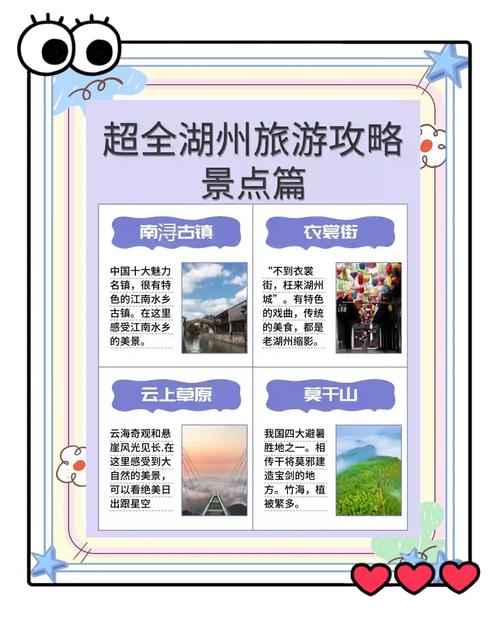 超全湖州旅游攻略
景点篇
南浔古镇
中国十大魅力
名镇，很有特
色的江南水乡
古镇。在这里
感受江南水乡
的美景。
衣裳街
“不到衣裳
街，枉来湖州
城”。有特色
的戏曲，传统
的美食，都是
老湖州缩影。
云上草原
云海奇观和悬
崖风光见长.在
这里感受到大
自然的美景，
可以看绝美日
出跟星空
莫干山
我国四大避暑
胜地之一。相
传干将莫邪建
造宝剑的地
方。竹海，植
被繁多。